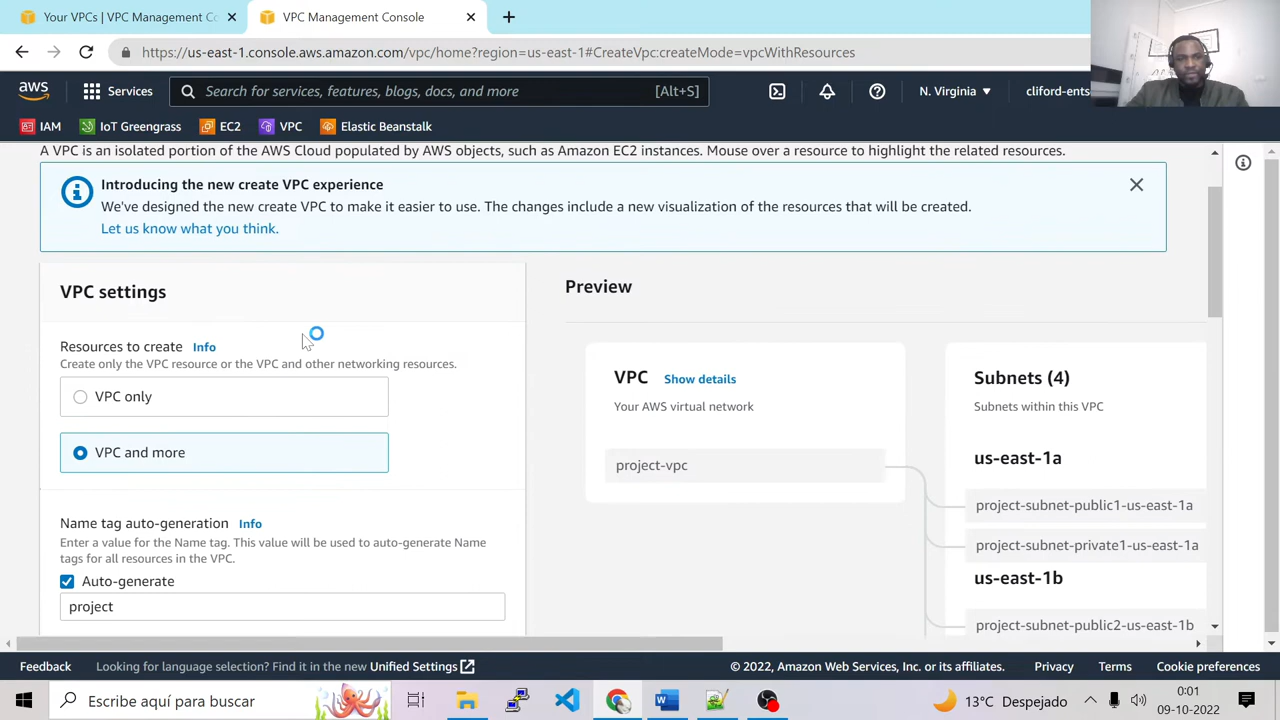 Your VPCs | VPC Management Co
VPC Management Console
https://us-east-1.console.aws.amazon.com/vpc/home?region=us-east-1#CreateVpc:createMode=vpcWithResources
aws
Services
Search for services, features, blogs, docs, and more
[Alt+S]
N. Virginia
cliford-ents
IAM
IoT Greengrass
EC2
VPC
Elastic Beanstalk
A VPC is an isolated portion of the AWS Cloud populated by AWS objects, such as Amazon EC2 instances. Mouse over a resource to highlight the related resources.
Introducing the new create VPC experience
We've designed the new create VPC to make it easier to use. The changes include a new visualization of the resources that will be created.
Let us know what you think.
VPC settings
Resources to create Info
Create only the VPC resource or the VPC and other networking resources.
VPC only
VPC and more
Name tag auto-generation Info
Enter a value for the Name tag. This value will be used to auto-generate Name
tags for all resources in the VPC.
Auto-generate
project
Preview
VPC Show details
Your AWS virtual network
project-vpc
Subnets (4)
Subnets within this VPC
us-east-1a
project-subnet-public1-us-east-1a
project-subnet-private1-us-east-1a
us-east-1b
project-subnet-public2-us-east-1b
Feedback
Looking for language selection? Find it in the new Unified Settings
© 2022, Amazon Web Services, Inc. or its affiliates.
Privacy
Terms
Cookie preferences
Escribe aquí para buscar
13°C Despejado
0:01
09-10-2022